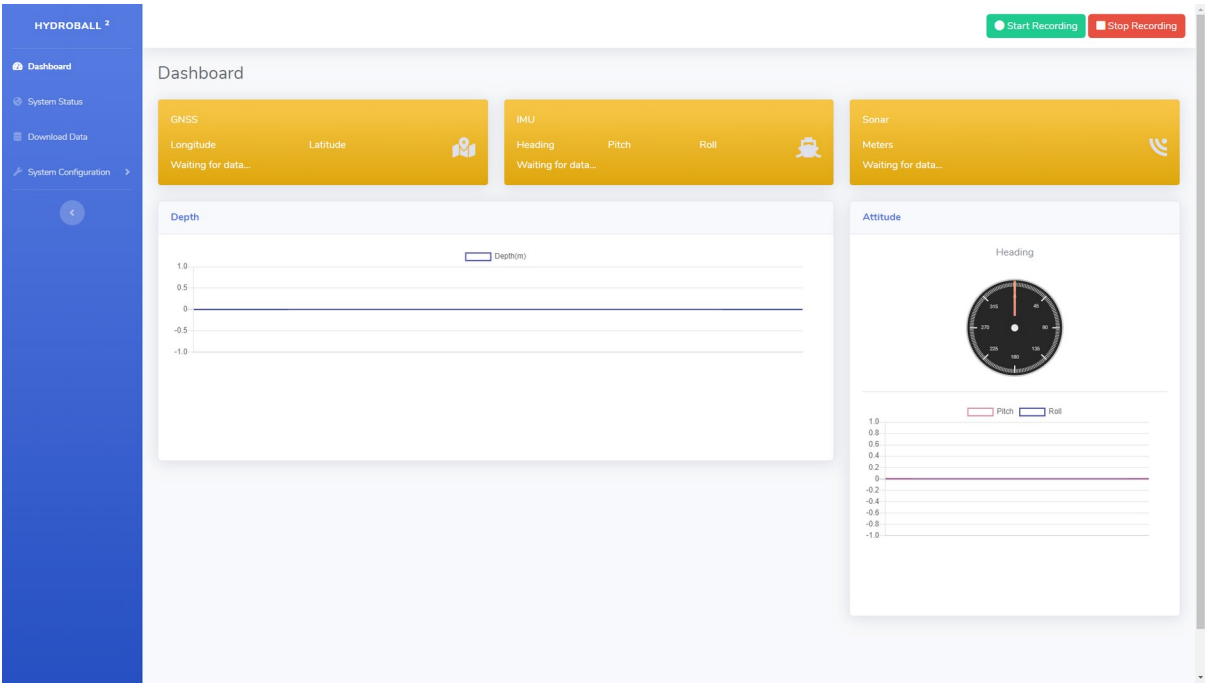 HYDROBALL 2
Start Recording
Stop Recording
Dashboard
System Status
Download Data
System Configuration
Dashboard
GNSS
Longitude Latitude
Waiting for data...
IMU
Heading Pitch Roll
Waiting for data...
Sonar
Meters
Waiting for data...
Depth
Depth(m)
1.0
0.5
0
-0.5
-1.0
Attitude
Heading
315 45
270 90
225 135
180
Pitch Roll
1.0
0.8
0.6
0.4
0.2
0
-0.2
-0.4
-0.6
-0.8
-1.0